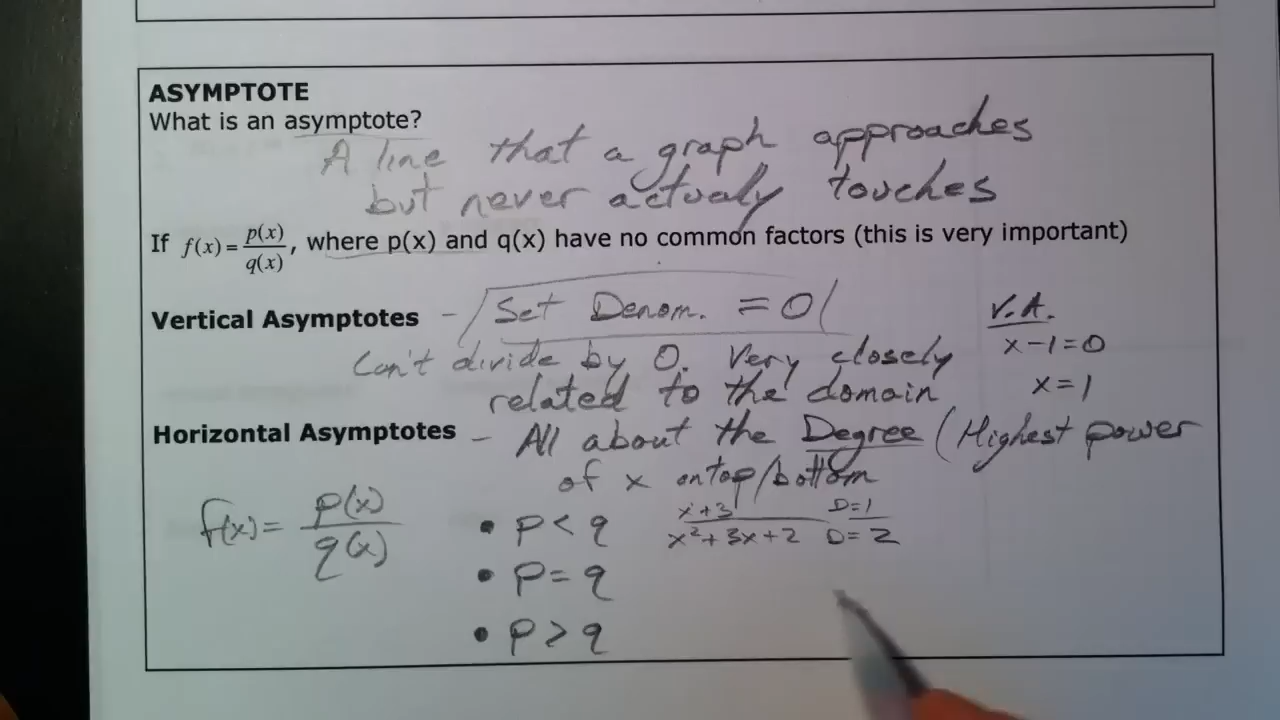 ASYMPTOTE
What is an asymptote?
A line that a graph approaches
but never actualy touches
If f(x) = p(x)/q(x), where p(x) and q(x) have no common factors (this is very important)
Vertical Asymptotes - Set Denom. = 0
V.A.
x-1=0
x=1
Can't divide by 0. Very closely
related to the domain
Horizontal Asymptotes - All about the Degree (Highest power
of x on top/bottom
f(x) = p(x)/q(x)
• p < q
x+3 D=1
x²+3x+2 D=2
• p = q
• p > q